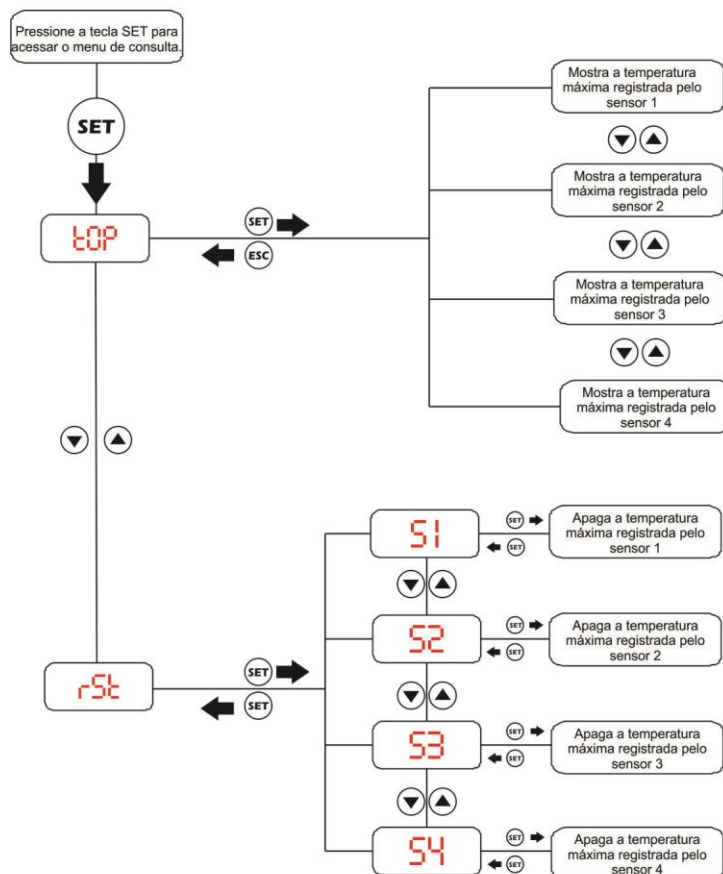 Pressione a tecla SET para
acessar o menu de consulta.
SET
tOP
SET
ESC
Mostra a temperatura
máxima registrada pelo
sensor 1
Mostra a temperatura
máxima registrada pelo
sensor 2
Mostra a temperatura
máxima registrada pelo
sensor 3
Mostra a temperatura
máxima registrada pelo
sensor 4
rSt
SET
SET
S1
SET
SET
Apaga a temperatura
máxima registrada pelo
sensor 1
S2
SET
SET
Apaga a temperatura
máxima registrada pelo
sensor 2
S3
SET
SET
Apaga a temperatura
máxima registrada pelo
sensor 3
S4
SET
SET
Apaga a temperatura
máxima registrada pelo
sensor 4